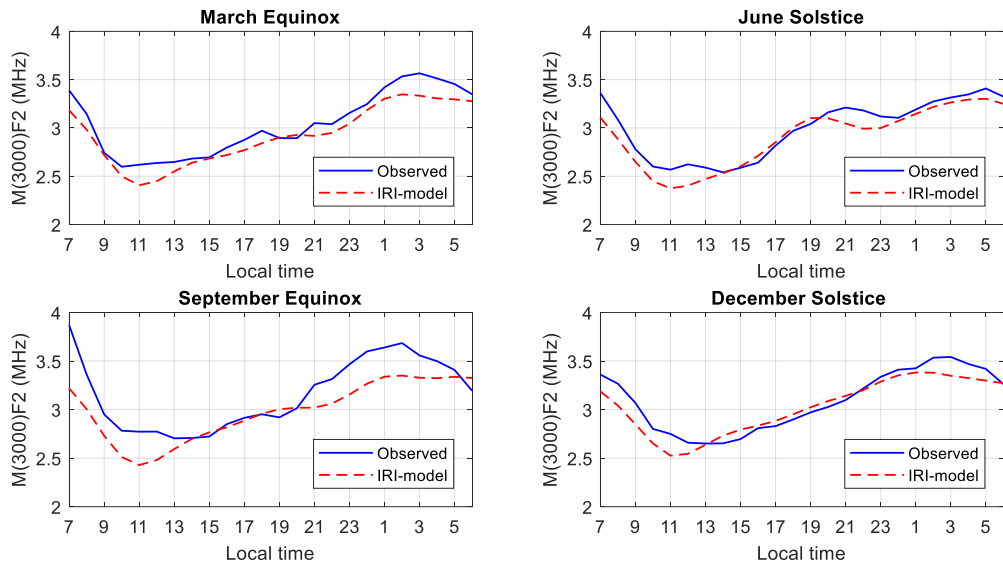 March Equinox
M(3000)F2 (MHz)
4
3.5
3
2.5
2
7 9 11 13 15 17 19 21 23 1 3 5
Local time
Observed
IRI-model
June Solstice
M(3000)F2 (MHz)
4
3.5
3
2.5
2
7 9 11 13 15 17 19 21 23 1 3 5
Local time
Observed
IRI-model
September Equinox
M(3000)F2 (MHz)
4
3.5
3
2.5
2
7 9 11 13 15 17 19 21 23 1 3 5
Local time
Observed
IRI-model
December Solstice
M(3000)F2 (MHz)
4
3.5
3
2.5
2
7 9 11 13 15 17 19 21 23 1 3 5
Local time
Observed
IRI-model